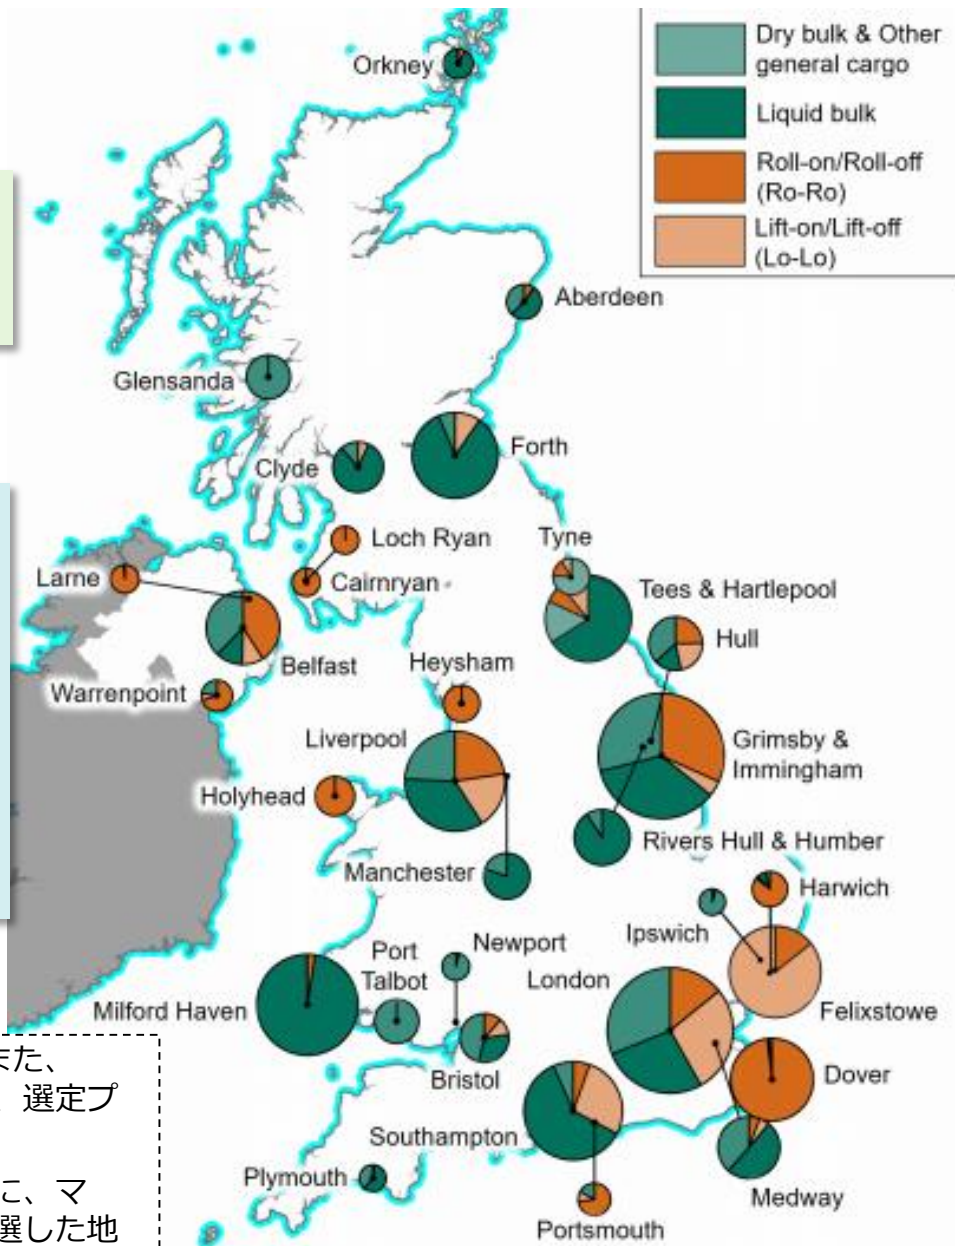 Dry bulk & Other
general cargo
Liquid bulk
Roll-on/Roll-off
(Ro-Ro)
Lift-on/Lift-off
(Lo-Lo)
Orkney
Aberdeen
Glensanda
Forth
Clyde
Loch Ryan
Tyne
Larne
Cairnryan
Tees & Hartlepool
Hull
Belfast
Heysham
Warrenpoint
Liverpool
Grimsby &
Immingham
Holyhead
Rivers Hull & Humber
Manchester
Harwich
Ipswich
Newport
Port
Talbot
London
Milford Haven
Felixstowe
Bristol
Dover
Southampton
Plymouth
Medway
Portsmouth
また、
選定プ
に、マ
選した地